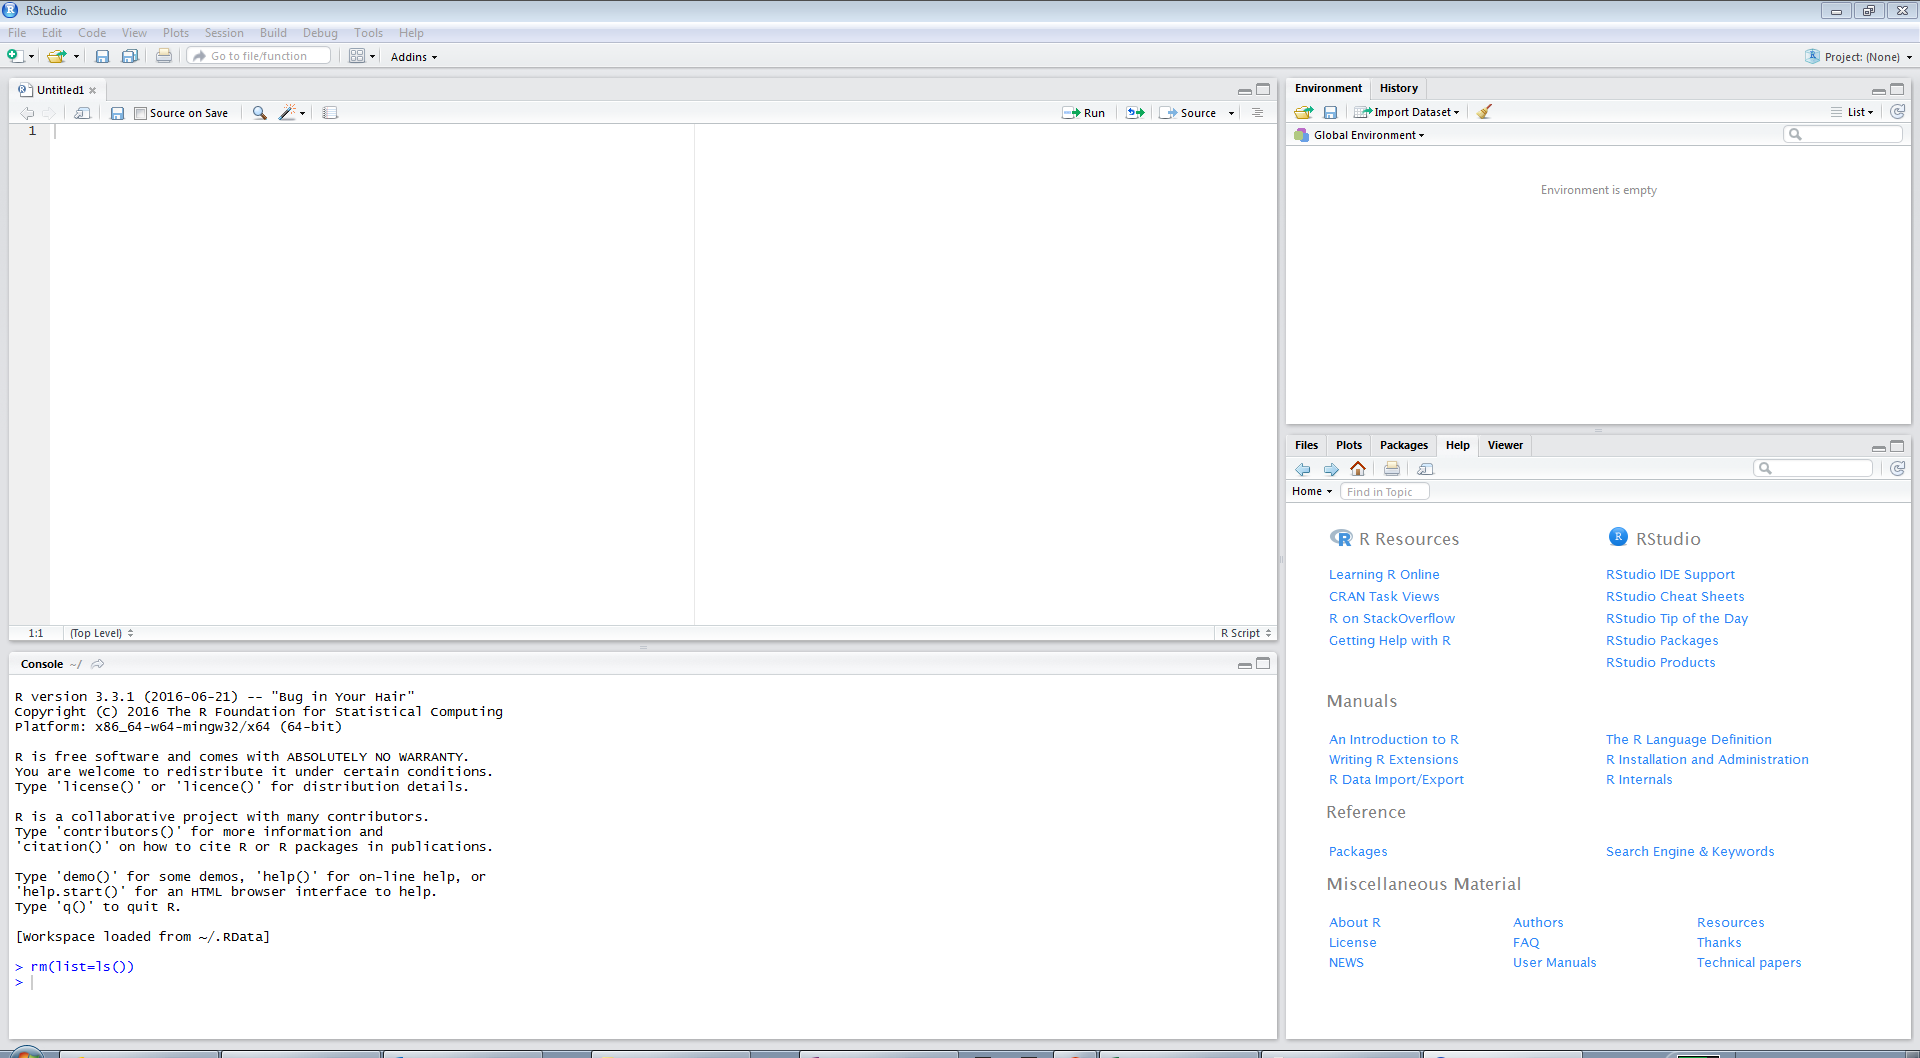 RStudio
File Edit Code View Plots Session Build Debug Tools Help
Go to file/function Addins Project: (None)
Untitled1
Source on Save Run Source
1
1:1 (Top Level) R Script
Console ~/
R version 3.3.1 (2016-06-21) -- "Bug in Your Hair"
Copyright (C) 2016 The R Foundation for Statistical Computing
Platform: x86_64-w64-mingw32/x64 (64-bit)
R is free software and comes with ABSOLUTELY NO WARRANTY.
You are welcome to redistribute it under certain conditions.
Type 'license()' or 'licence()' for distribution details.
R is a collaborative project with many contributors.
Type 'contributors()' for more information and
'citation()' on how to cite R or R packages in publications.
Type 'demo()' for some demos, 'help()' for on-line help, or
'help.start()' for an HTML browser interface to help.
Type 'q()' to quit R.
[Workspace loaded from ~/.RData]
> rm(list=ls())
>
Environment History
Import Dataset List
Global Environment
Environment is empty
Files Plots Packages Help Viewer
Home Find in Topic
R Resources
Learning R Online
CRAN Task Views
R on StackOverflow
Getting Help with R
RStudio
RStudio IDE Support
RStudio Cheat Sheets
RStudio Tip of the Day
RStudio Packages
RStudio Products
Manuals
An Introduction to R The R Language Definition
Writing R Extensions R Installation and Administration
R Data Import/Export R Internals
Reference
Packages Search Engine & Keywords
Miscellaneous Material
About R Authors Resources
License FAQ Thanks
NEWS User Manuals Technical papers